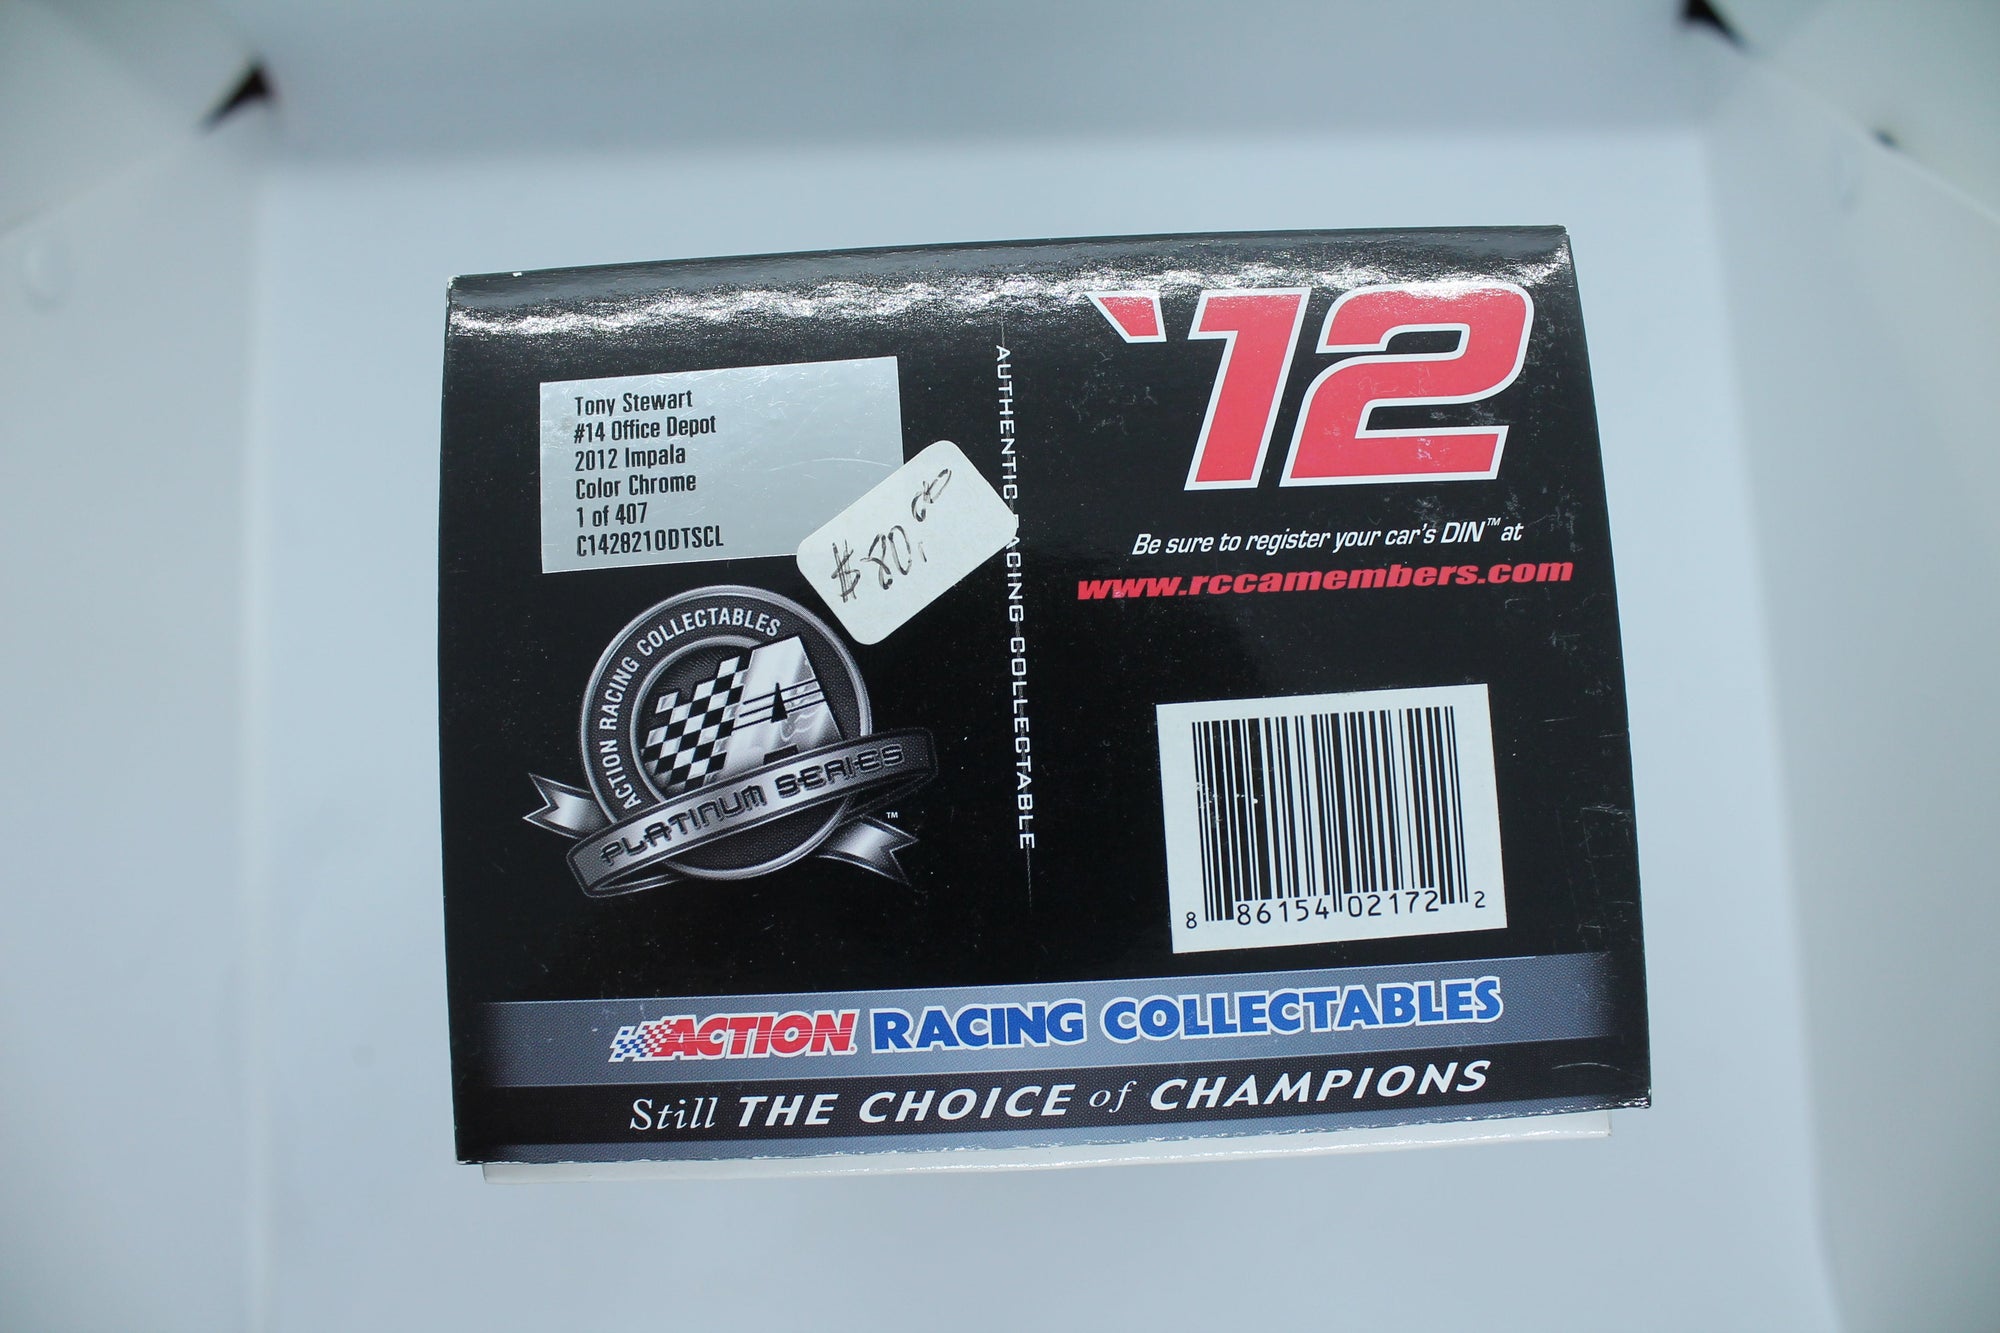 Tony Stewart
#14 Office Depot
2012 Impala
Color Chrome
1 of 407
C142821ODTSCL
$80.00
ACTION RACING COLLECTABLES
A
PLATINUM SERIES
TM
AUTHENTIC RACING COLLECTABLE
'12
Be sure to register your car's DIN™ at
www.rccamembers.com
8 86154 02172 2
ACTION RACING COLLECTABLES
Still THE CHOICE of CHAMPIONS